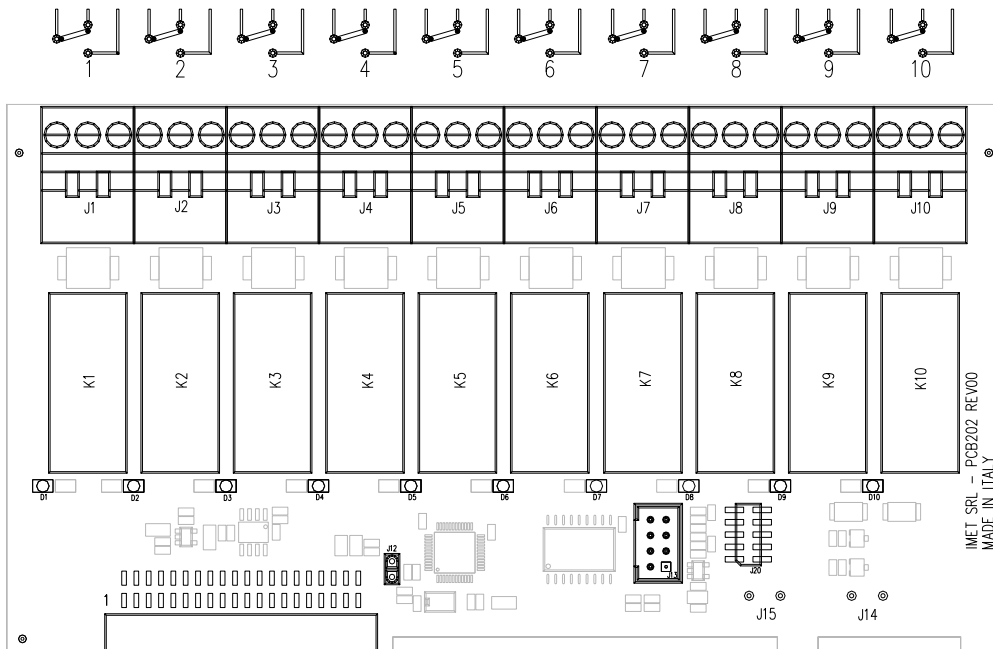 1 2 3 4 5 6 7 8 9 10
J1 J2 J3 J4 J5 J6 J7 J8 J9 J10
K1 K2 K3 K4 K5 K6 K7 K8 K9 K10
D1 D2 D3 D4 D5 D6 D7 D8 D9 D10
IMET SRL - PCB202 REV00
MADE IN ITALY
J12
J13
J20
1
J15 J14